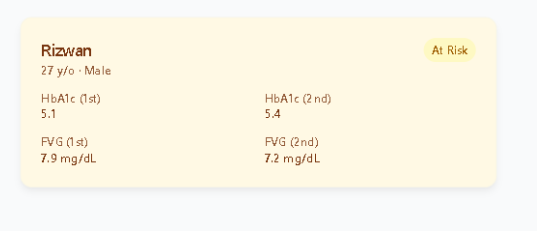 Rizwan
At Risk
27 y/o · Male
HbA1c (1st)
HbA1c (2nd)
5.1
5.4
FVG (1st)
FVG (2nd)
7.9 mg/dL
7.2 mg/dL